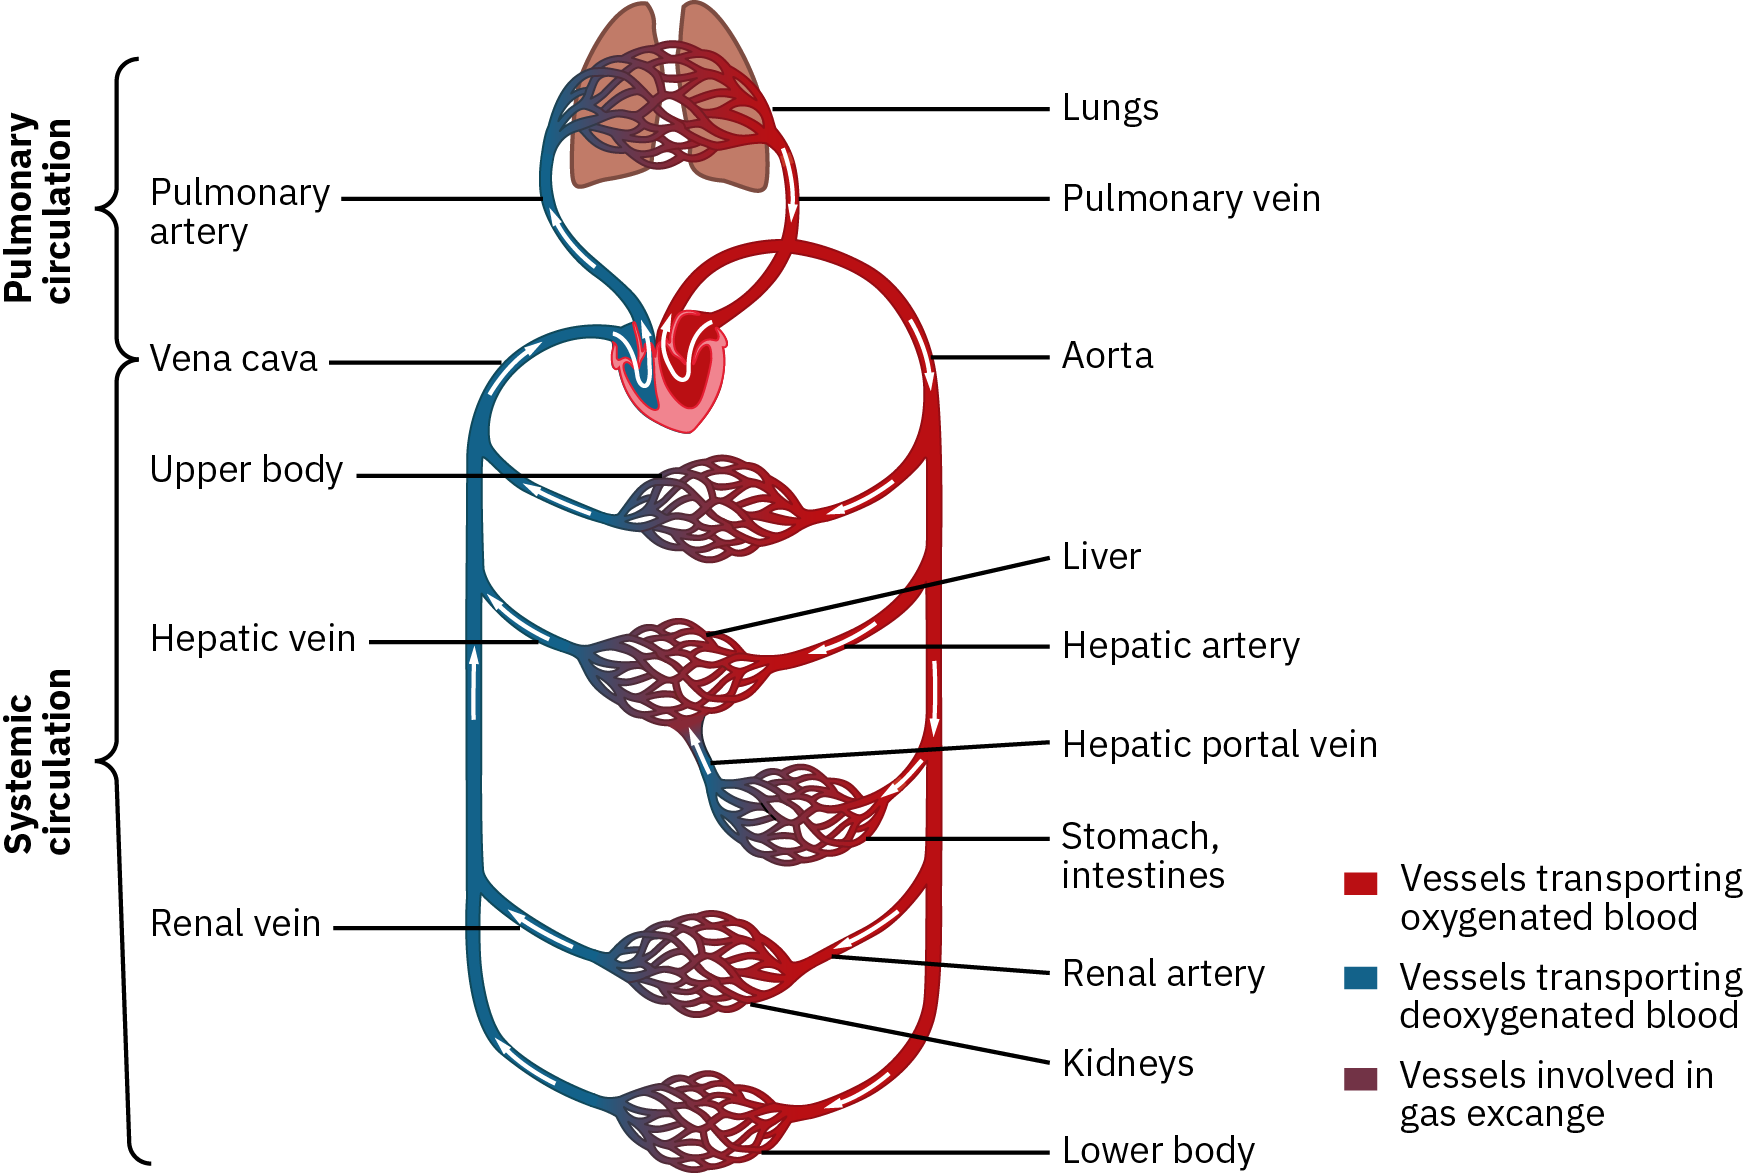 Pulmonary
circulation
Systemic
circulation
Pulmonary
artery
Vena cava
Upper body
Hepatic vein
Renal vein
Lungs
Pulmonary vein
Aorta
Liver
Hepatic artery
Hepatic portal vein
Stomach,
intestines
Renal artery
Kidneys
Lower body
Vessels transporting
oxygenated blood
Vessels transporting
deoxygenated blood
Vessels involved in
gas excange